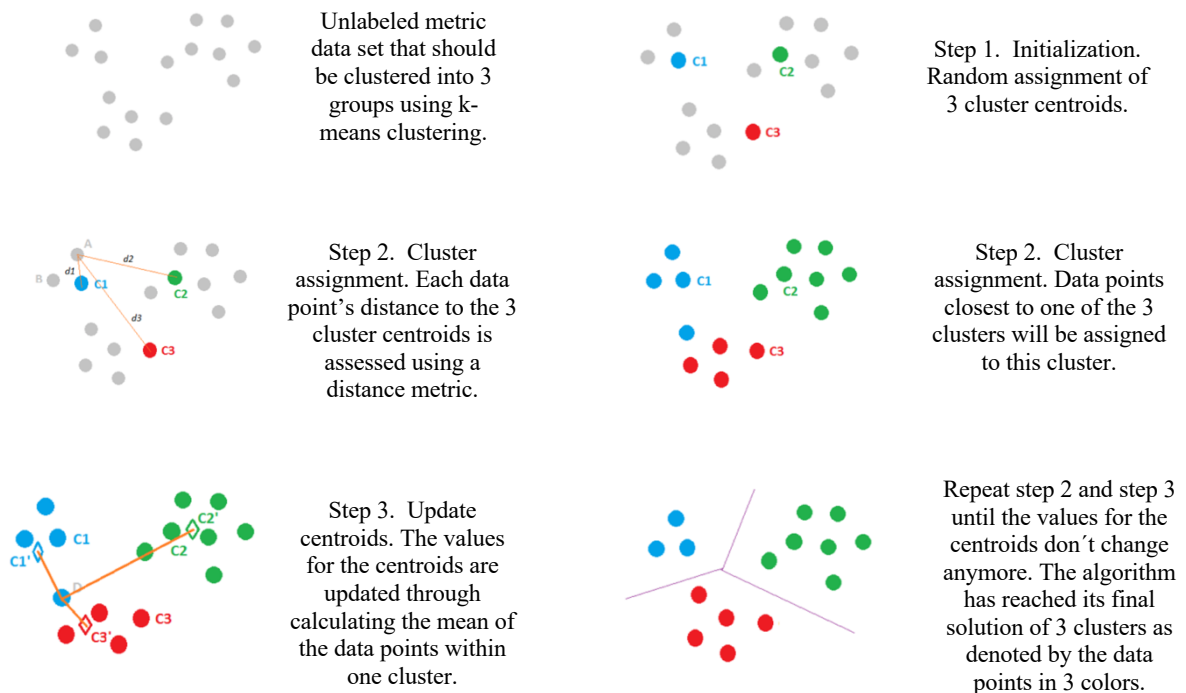 Unlabeled metric
data set that should
be clustered into 3
groups using k-
means clustering.
C1
C2
C3
Step 1. Initialization.
Random assignment of
3 cluster centroids.
A
B
d1
d2
d3
C1
C2
C3
Step 2. Cluster
assignment. Each data
point's distance to the 3
cluster centroids is
assessed using a
distance metric.
C1
C2
C3
Step 2. Cluster
assignment. Data points
closest to one of the 3
clusters will be assigned
to this cluster.
C1
C1'
C2'
C2
D
C3
C3'
Step 3. Update
centroids. The values
for the centroids are
updated through
calculating the mean of
the data points within
one cluster.
Repeat step 2 and step 3
until the values for the
centroids don´t change
anymore. The algorithm
has reached its final
solution of 3 clusters as
denoted by the data
points in 3 colors.